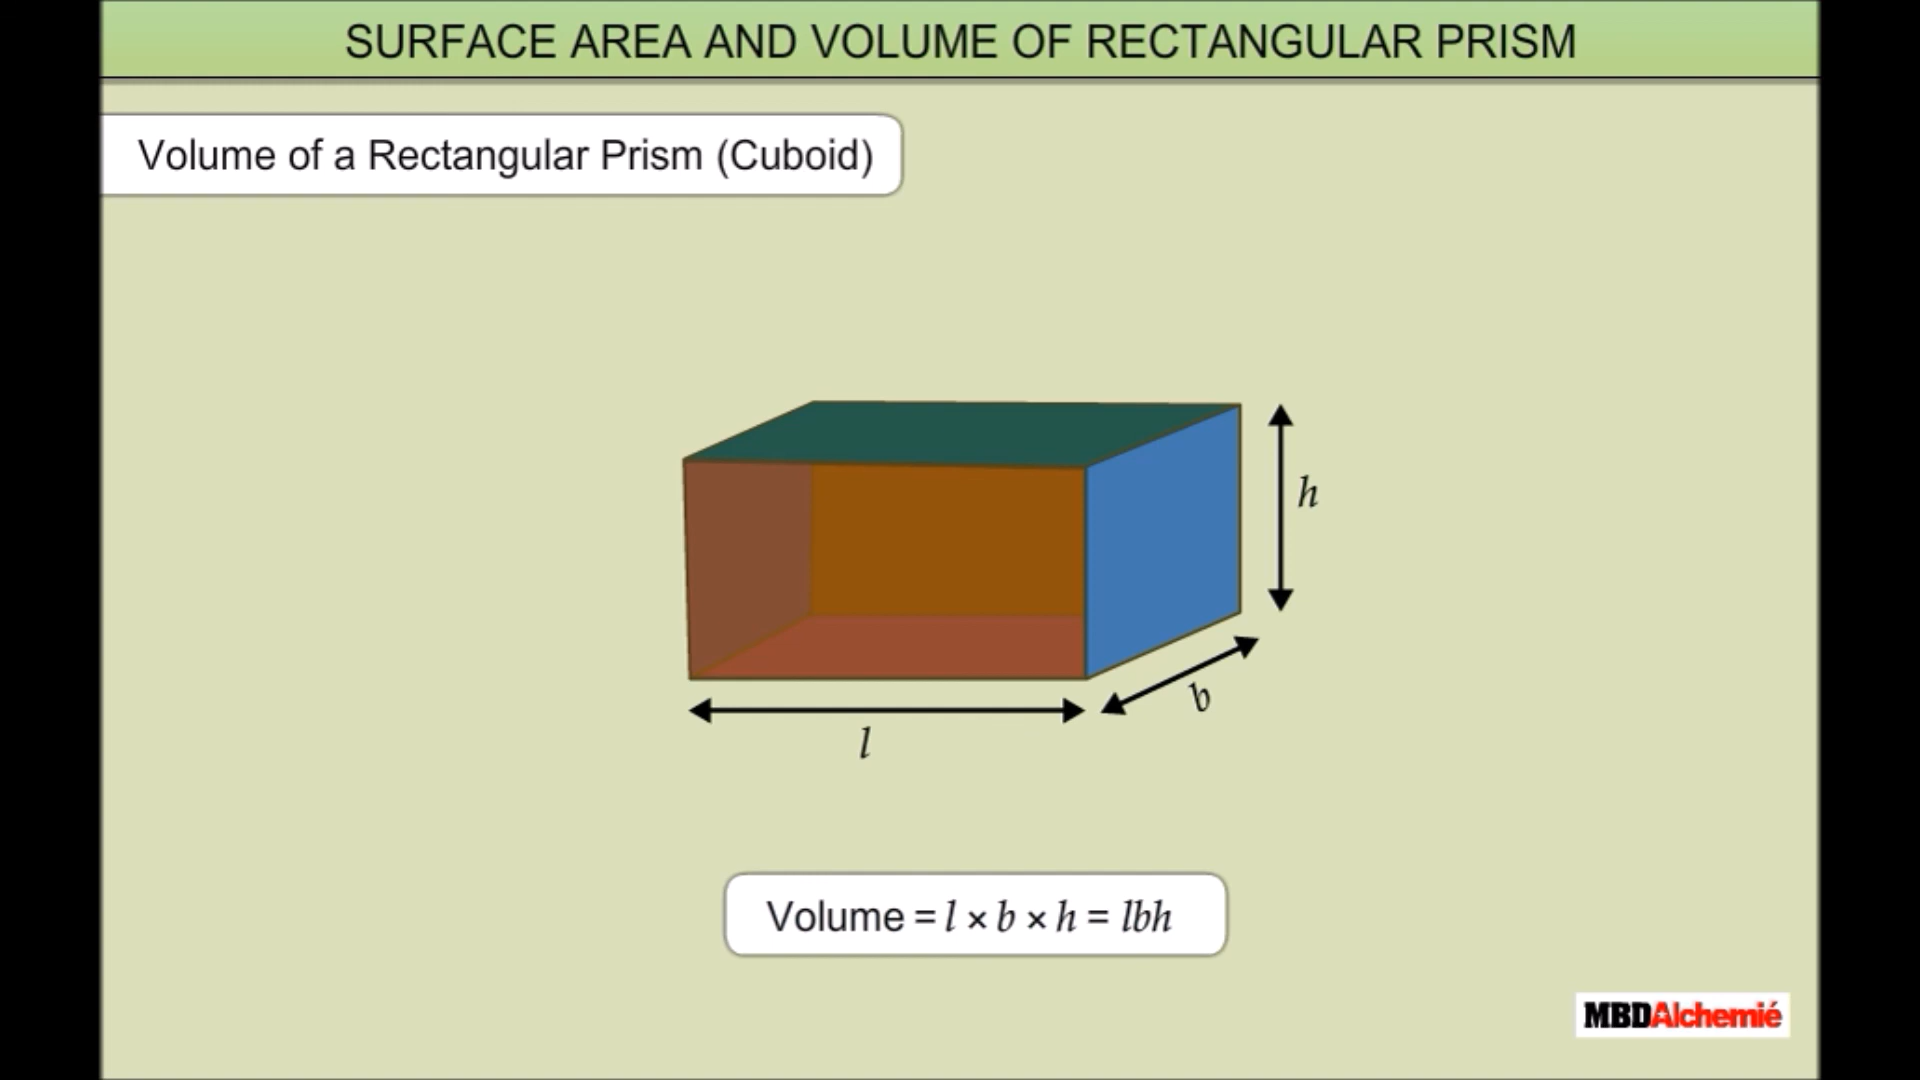 SURFACE AREA AND VOLUME OF RECTANGULAR PRISM
Volume of a Rectangular Prism (Cuboid)
h
b
l
Volume = l × b × h = lbh
MBDAlchemié